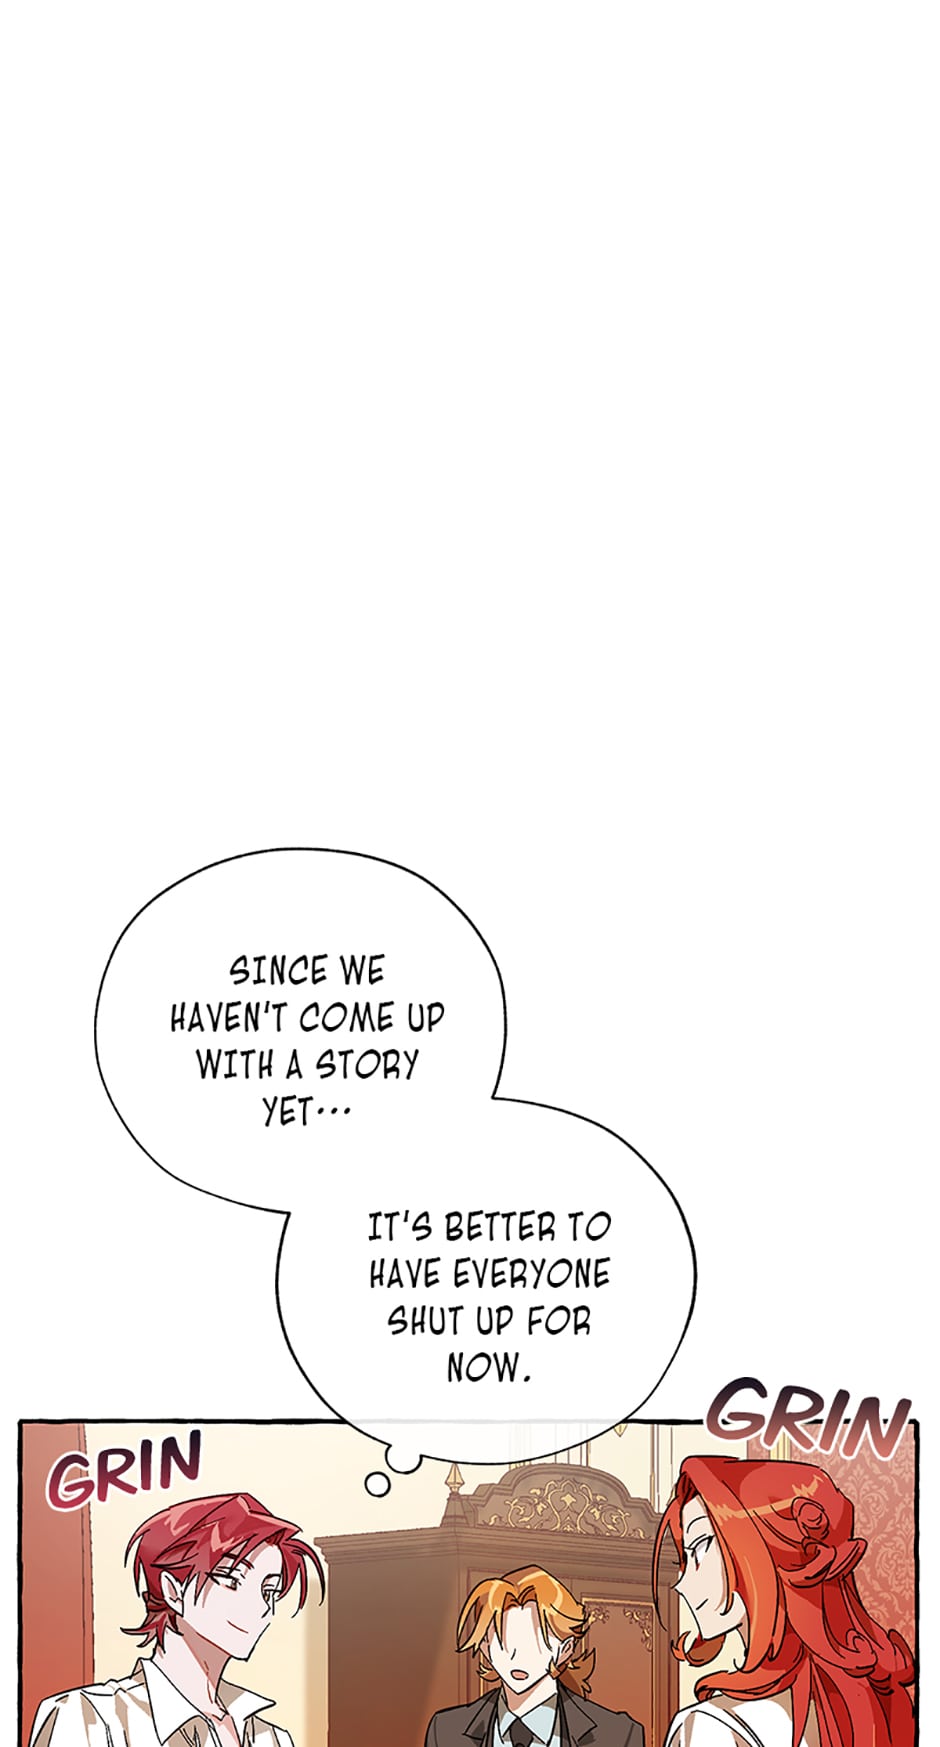 SINCE WE
HAVEN'T COME UP
WITH A STORY
YET...
IT'S BETTER TO
HAVE EVERYONE
SHUT UP FOR
NOW.
GRIN
GRIN